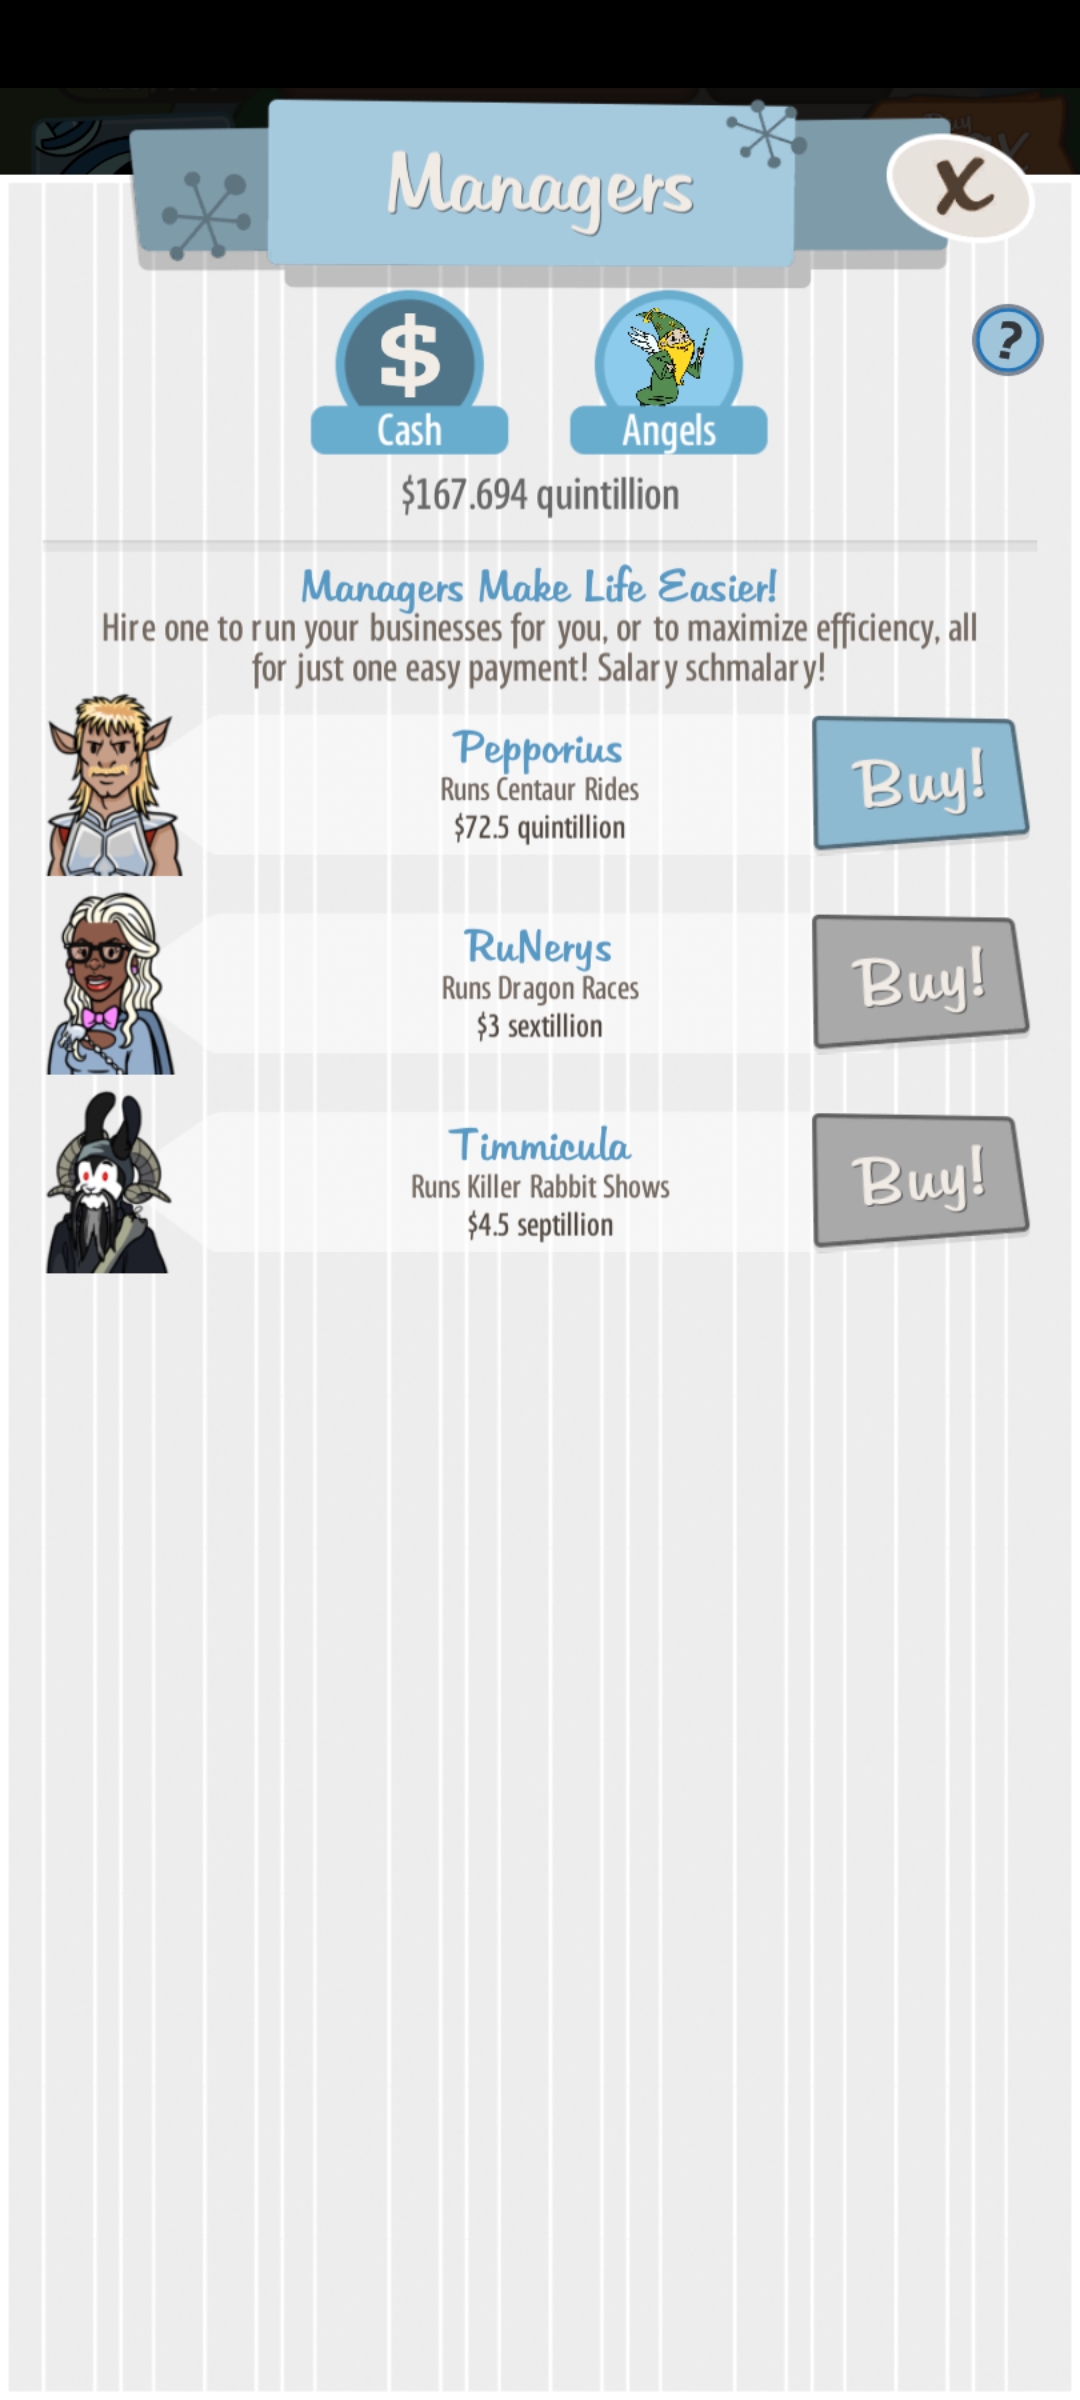 Managers
X
$
?
Cash
Angels
$167.694 quintillion
Managers Make Life Easier!
Hire one to run your businesses for you, or to maximize efficiency, all
for just one easy payment! Salary schmalary!
Pepporius
Runs Centaur Rides
$72.5 quintillion
Buy!
RuNerys
Runs Dragon Races
$3 sextillion
Buy!
Timmicula
Runs Killer Rabbit Shows
$4.5 septillion
Buy!